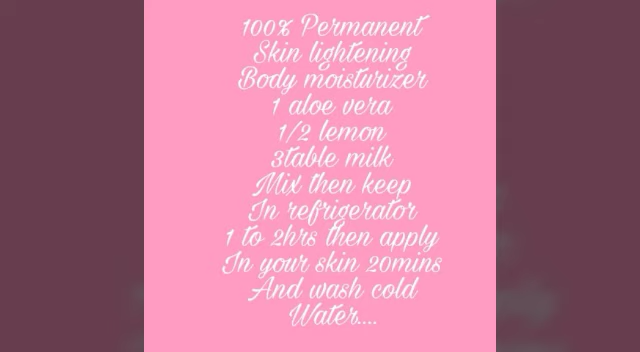 100% Permanent
Skin lightening
Body moisturizer
1 aloe vera
1/2 lemon
3table milk
Mix then keep
In refrigerator
1 to 2hrs then apply
In your skin 20mins
And wash cold
Water....